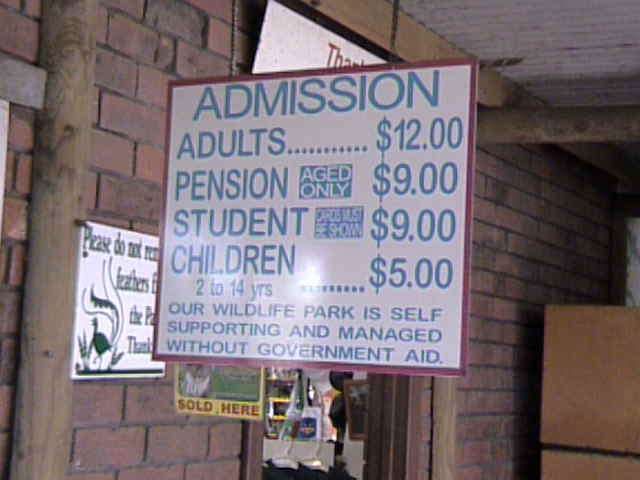 Than
ADMISSION
ADULTS........... $12.00
PENSION AGED ONLY $9.00
STUDENT CARDS MUST BE SHOWN $9.00
CHILDREN
2 to 14 yrs ......... $5.00
OUR WILDLIFE PARK IS SELF
SUPPORTING AND MANAGED
WITHOUT GOVERNMENT AID.
Please do not
feathers
the
Thank
SOLD HERE